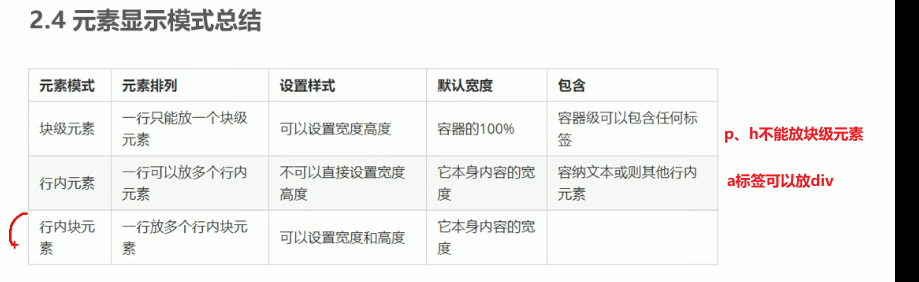 2.4 元素显示模式总结
元素模式 元素排列 设置样式 默认宽度 包含
块级元素 一行只能放一个块级 可以设置宽度高度 容器的100% 容器级可以包含任何标
元素 签
p、h不能放块级元素
行内元素 一行可以放多个行内 不可以直接设置宽度 它本身内容的宽 容纳文本或则其他行内
元素 高度 度 元素
a标签可以放div
行内块元 一行放多个行内块元 可以设置宽度和高度 它本身内容的宽
素 素 度